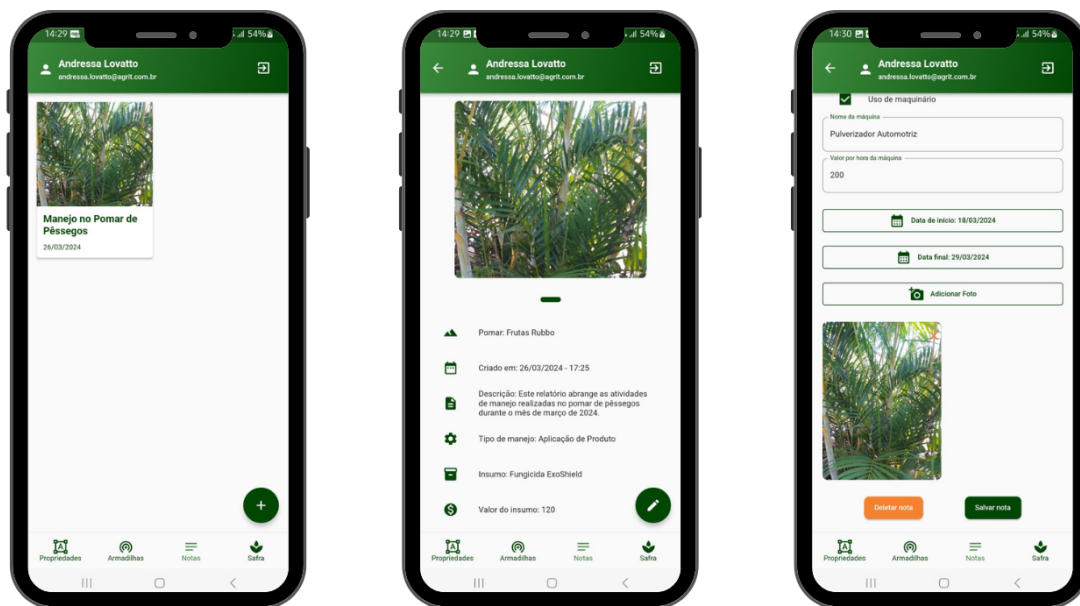 14:29
54%
Andressa Lovatto
andressa.lovatto@agrit.com.br
Manejo no Pomar de
Pêssegos
26/03/2024
Propriedades
Armadilhas
Notas
Safra
14:29
54%
Andressa Lovatto
andressa.lovatto@agrit.com.br
Pomar: Frutas Rubbo
Criado em: 26/03/2024 - 17:25
Descrição: Este relatório abrange as atividades
de manejo realizadas no pomar de pêssegos
durante o mês de março de 2024.
Tipo de manejo: Aplicação de Produto
Insumo: Fungicida ExoShield
Valor do insumo: 120
Propriedades
Armadilhas
Notas
Safra
14:30
54%
Andressa Lovatto
andressa.lovatto@agrit.com.br
Uso de maquinário
Nome da máquina
Pulverizador Automotriz
Valor por hora da máquina
200
Data de início: 18/03/2024
Data final: 29/03/2024
Adicionar Foto
Deletar nota
Salvar nota
Propriedades
Armadilhas
Notas
Safra